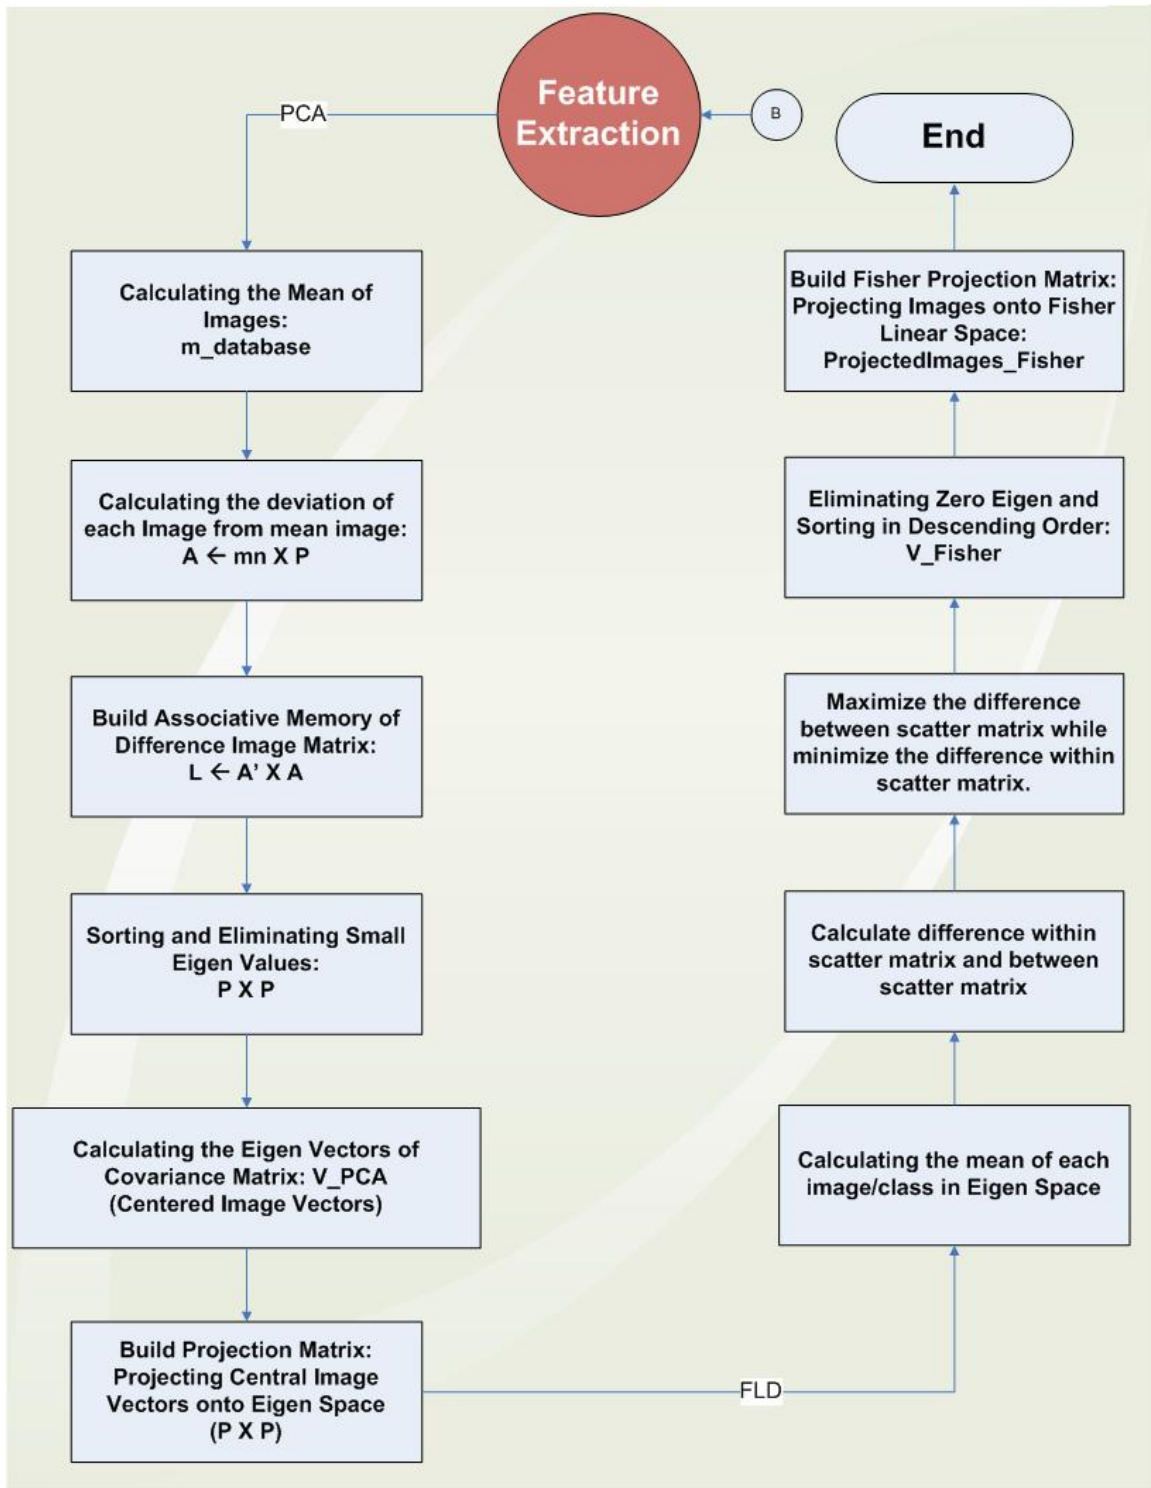 Feature
Extraction
B
PCA
Calculating the Mean of
Images:
m_database
Calculating the deviation of
each Image from mean image:
A ← mn X P
Build Associative Memory of
Difference Image Matrix:
L ← A’ X A
Sorting and Eliminating Small
Eigen Values:
P X P
Calculating the Eigen Vectors of
Covariance Matrix: V_PCA
(Centered Image Vectors)
Build Projection Matrix:
Projecting Central Image
Vectors onto Eigen Space
(P X P)
FLD
Calculating the mean of each
image/class in Eigen Space
Calculate difference within
scatter matrix and between
scatter matrix
Maximize the difference
between scatter matrix while
minimize the difference within
scatter matrix.
Eliminating Zero Eigen and
Sorting in Descending Order:
V_Fisher
Build Fisher Projection Matrix:
Projecting Images onto Fisher
Linear Space:
ProjectedImages_Fisher
End